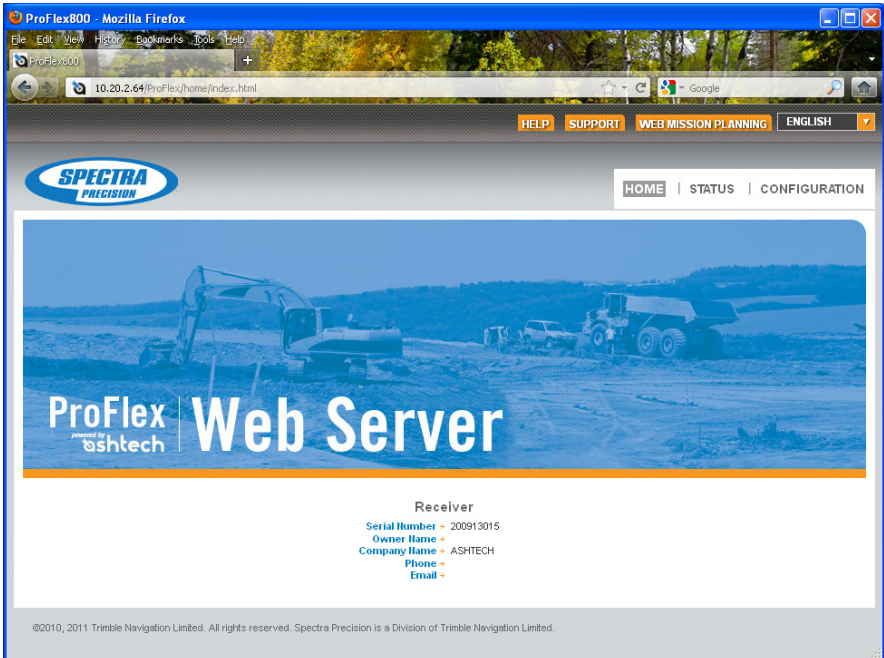 ProFlex800 - Mozilla Firefox
File Edit View History Bookmarks Tools Help
ProFlex800 +
10.20.2.64/ProFlex/home/index.html
Google
HELP SUPPORT WEB MISSION PLANNING ENGLISH
SPECTRA
PRECISION
HOME | STATUS | CONFIGURATION
ProFlex
powered by
ashtech
Web Server
Receiver
Serial Number 200913015
Owner Name
Company Name ASHTECH
Phone
Email
©2010, 2011 Trimble Navigation Limited. All rights reserved. Spectra Precision is a Division of Trimble Navigation Limited.